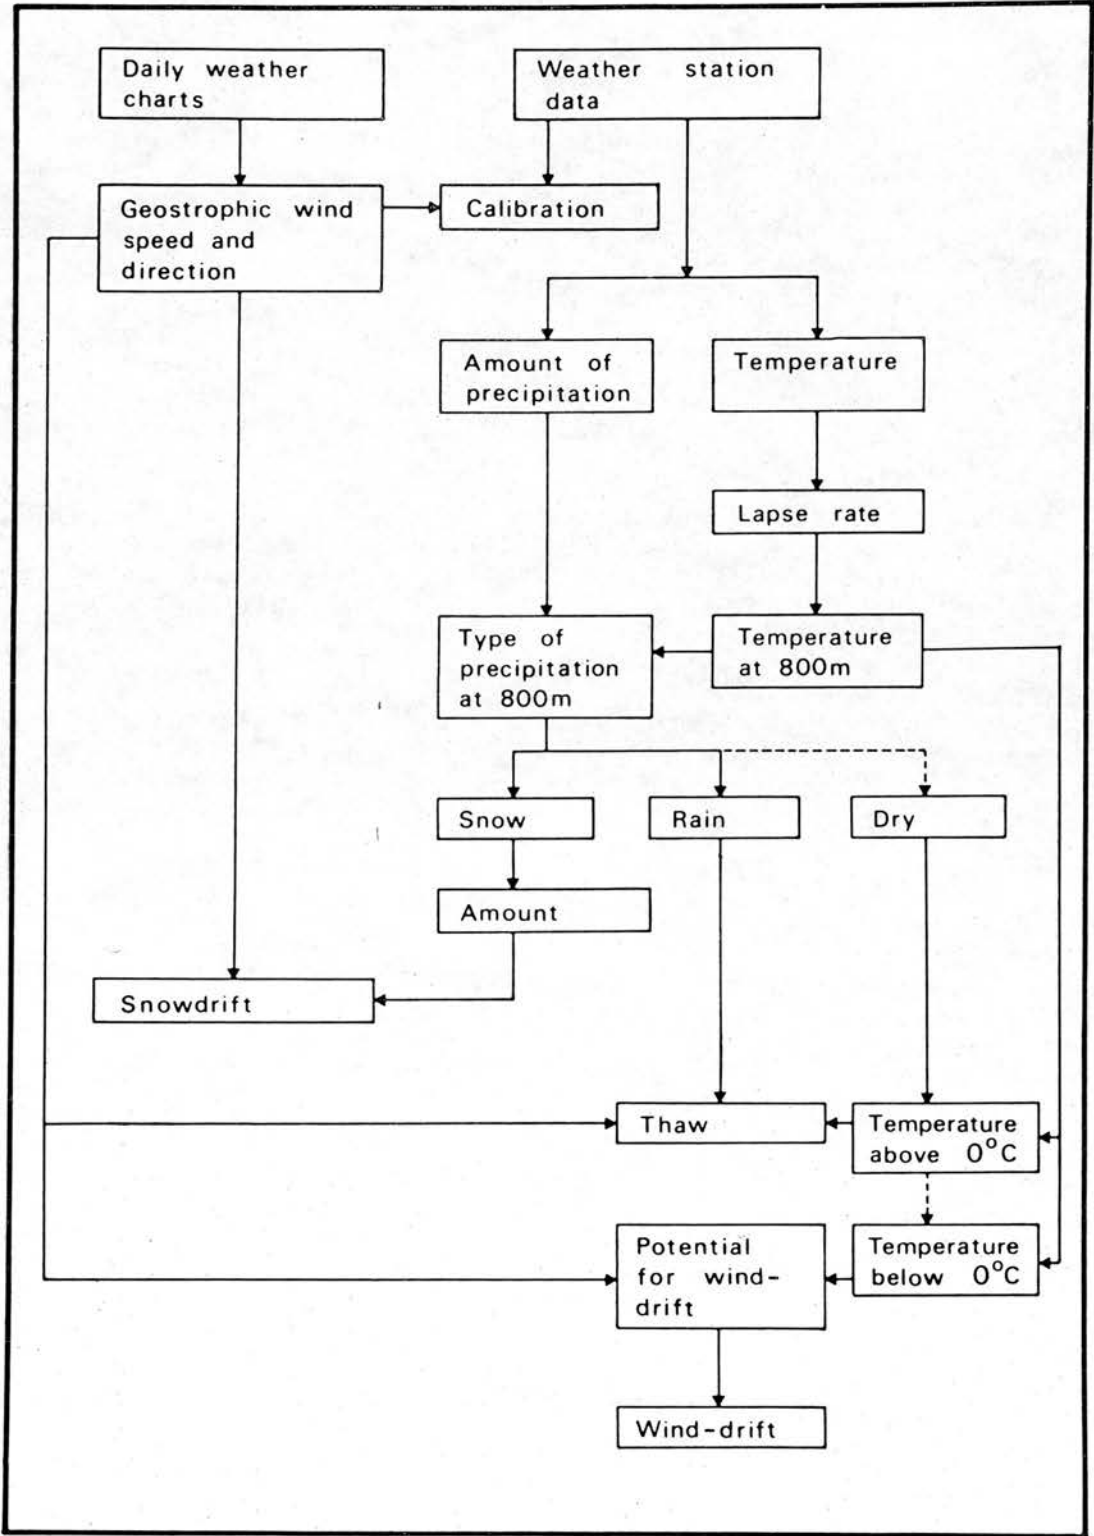 Daily weather
charts
Weather station
data
Geostrophic wind
speed and
direction
Calibration
Amount of
precipitation
Temperature
Lapse rate
Type of
precipitation
at 800m
Temperature
at 800m
Snow
Rain
Dry
Amount
Snowdrift
Thaw
Temperature
above 0°C
Potential
for wind-
drift
Temperature
below 0°C
Wind-drift